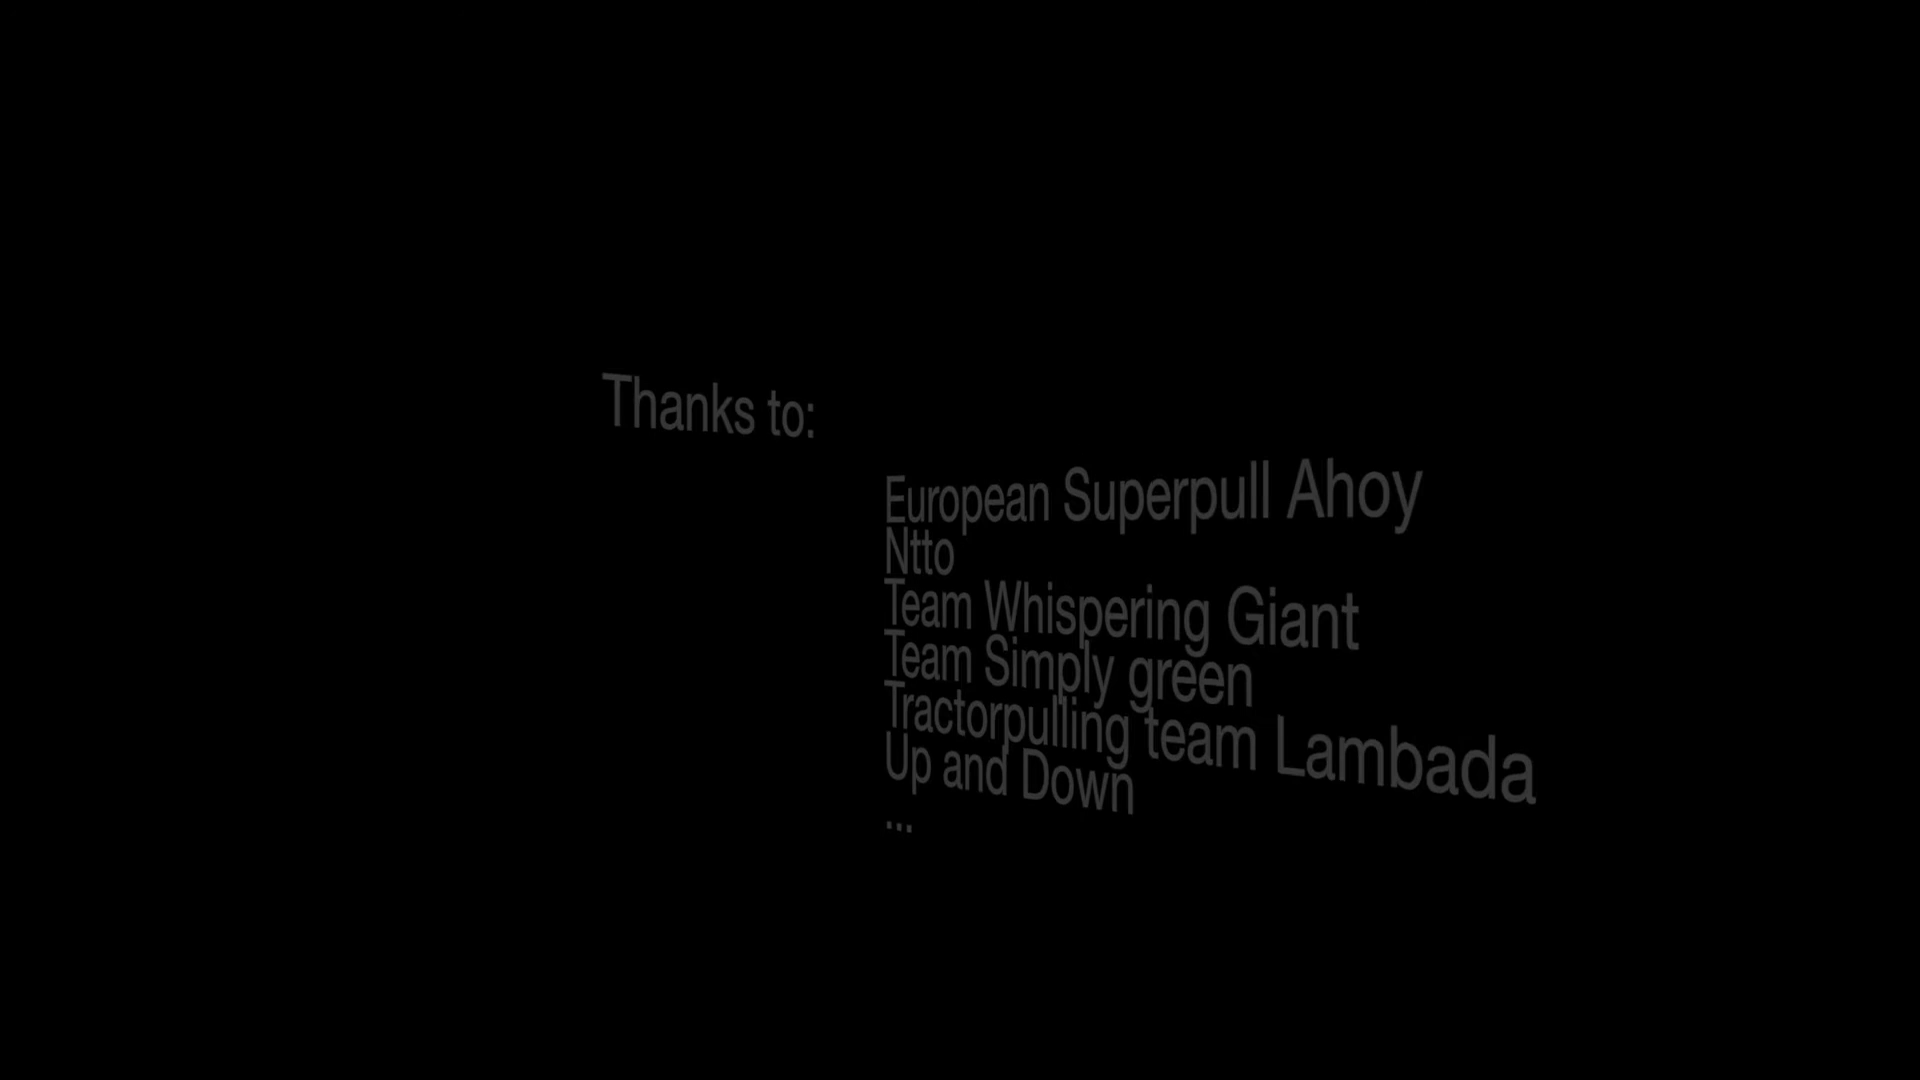 Thanks to:
European Superpull Ahoy
Ntto
Team Whispering Giant
Team Simply green
Tractorpulling team Lambada
Up and Down
...